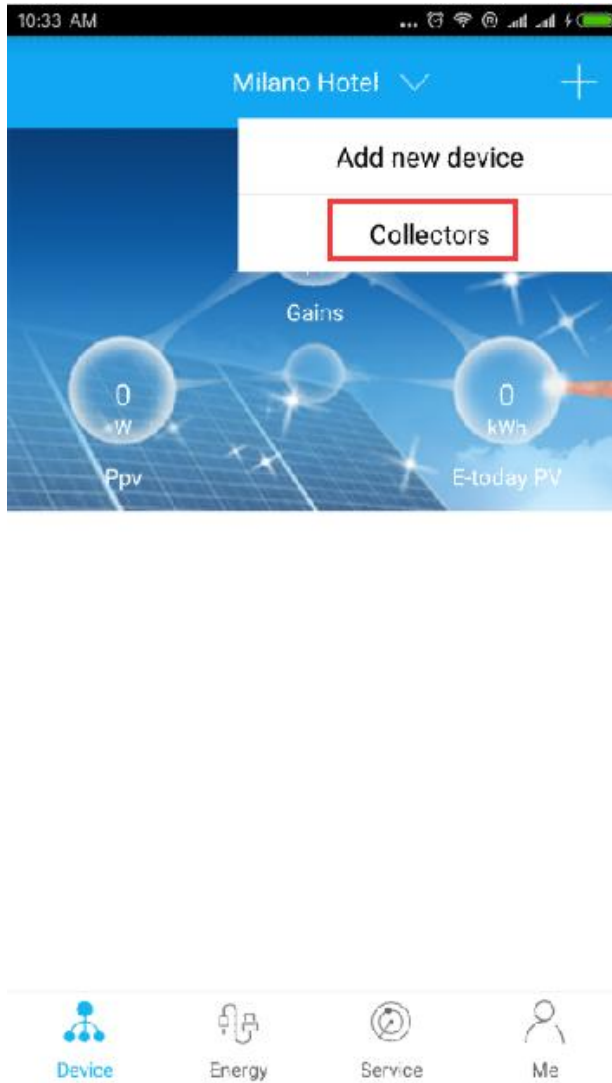 10:33 AM
Milano Hotel
Add new device
Collectors
Gains
0
kW
Ppv
0
kWh
E-today PV
Device
Energy
Service
Me